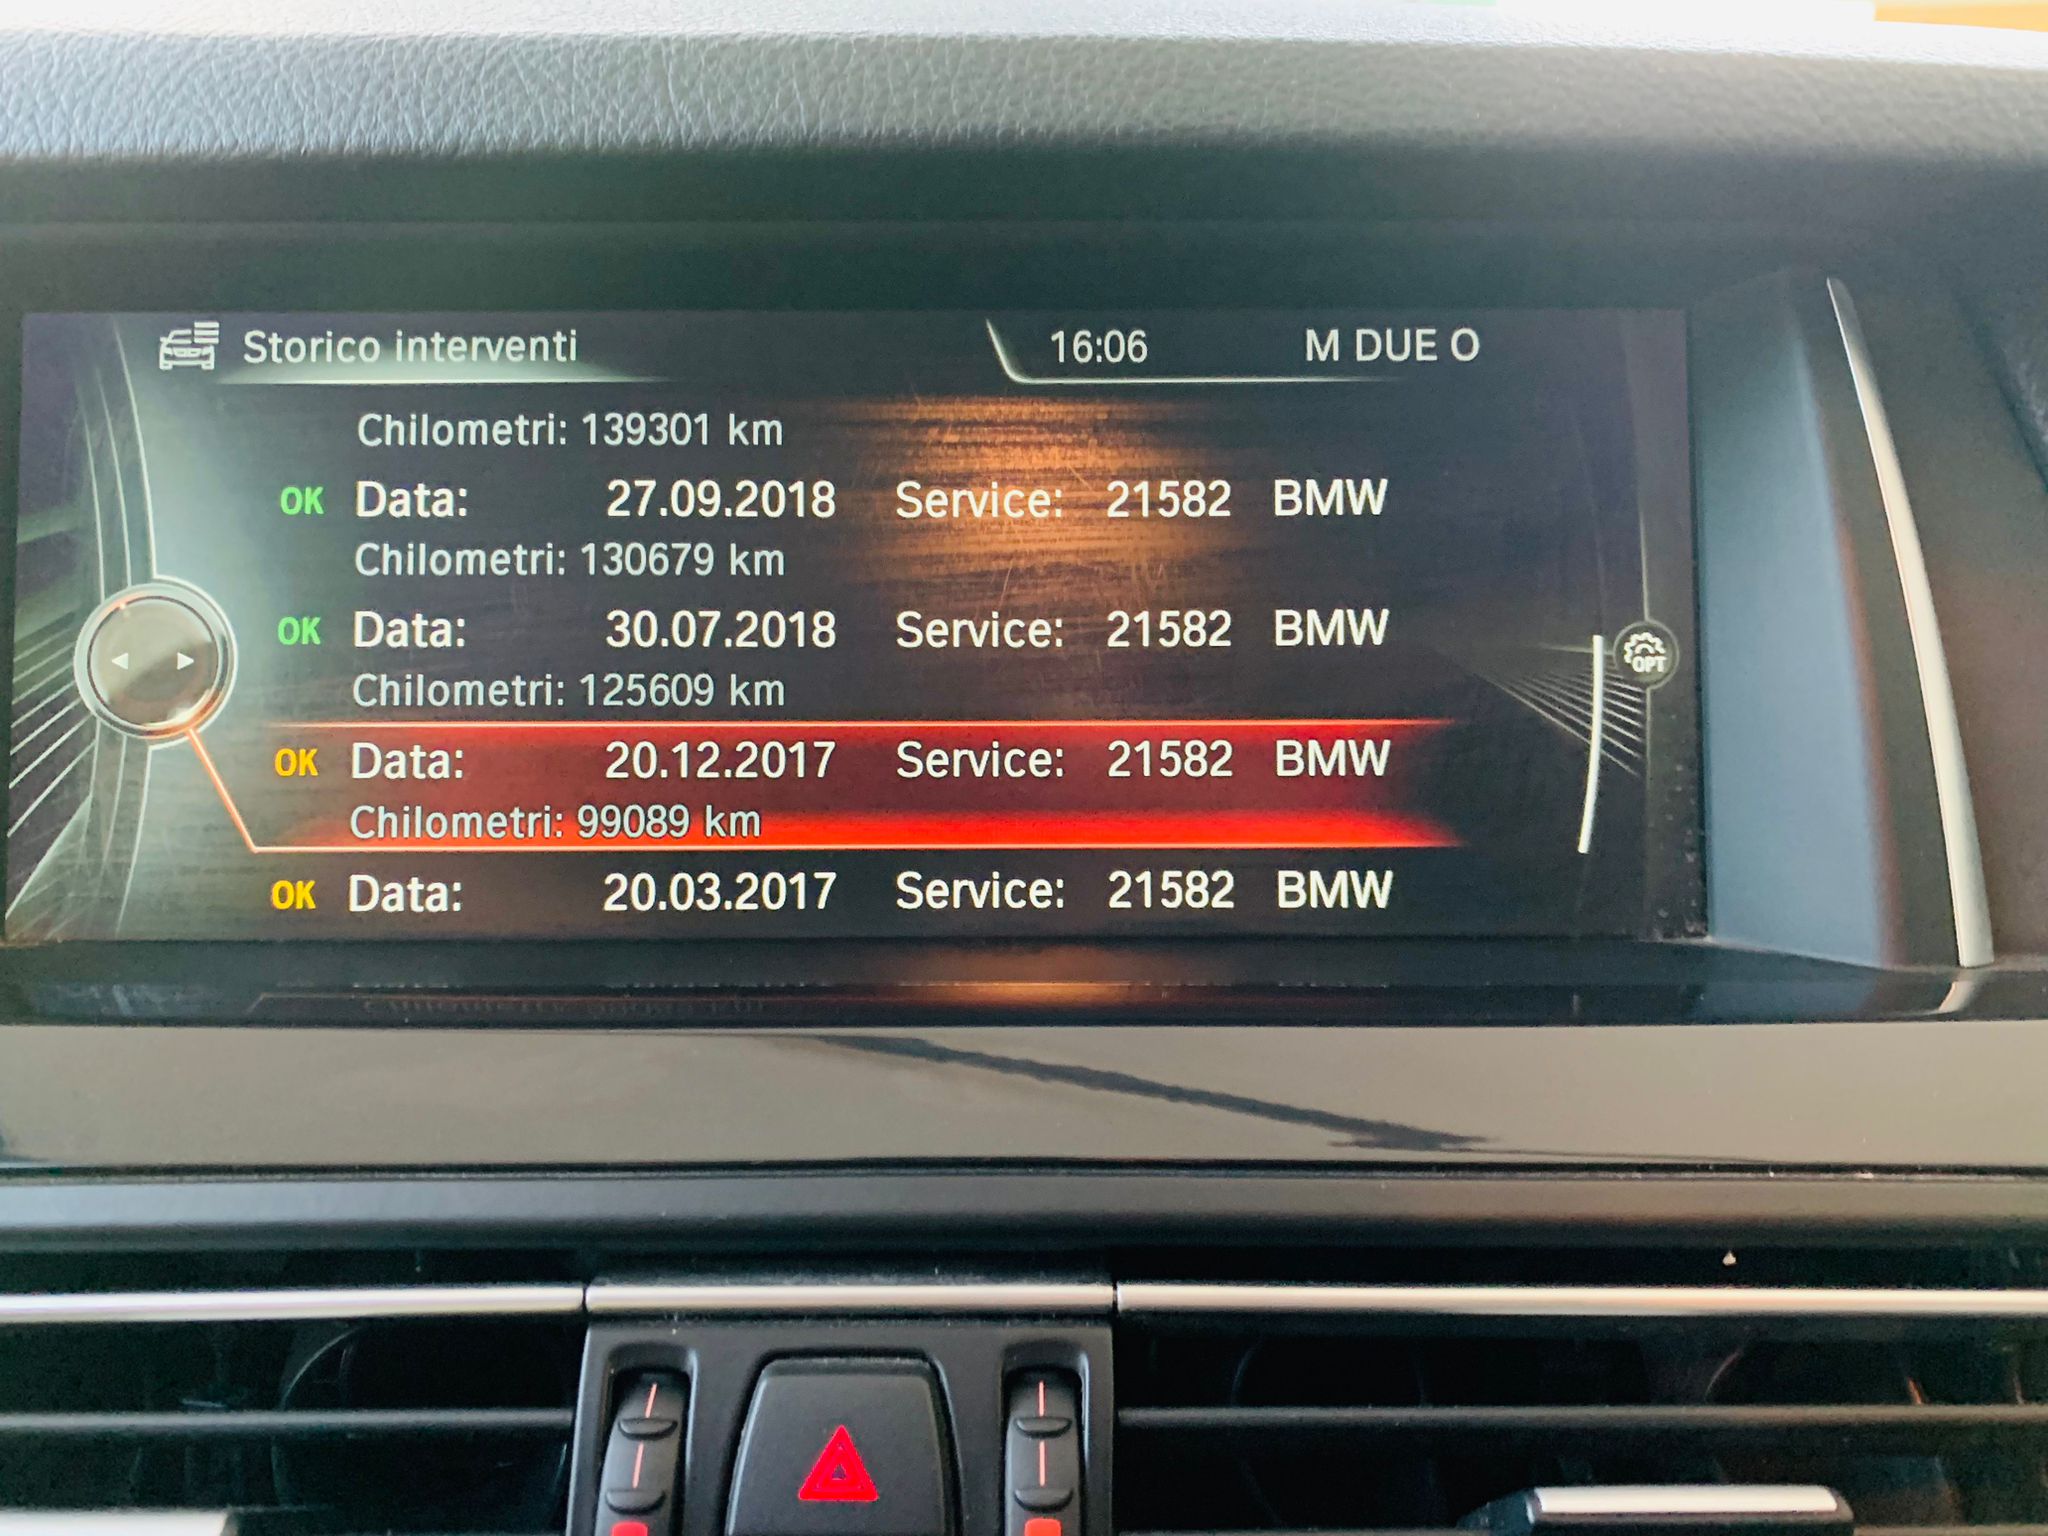 Storico interventi 16:06 M DUE O
Chilometri: 139301 km
OK Data: 27.09.2018 Service: 21582 BMW
Chilometri: 130679 km
OK Data: 30.07.2018 Service: 21582 BMW
Chilometri: 125609 km
OPT
OK Data: 20.12.2017 Service: 21582 BMW
Chilometri: 99089 km
OK Data: 20.03.2017 Service: 21582 BMW